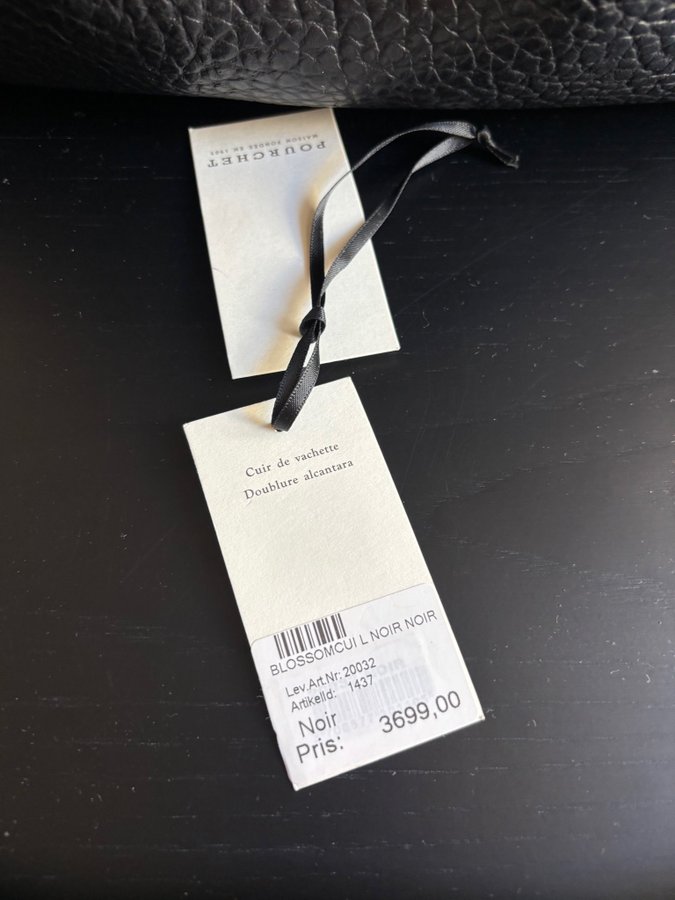 POURCHET
MAISON FONDÉE EN 1903
Cuir de vachette
Doublure alcantara
BLOSSOMCUI L NOIR NOIR
Lev.Art.Nr: 20032
ArtikelId: 1437
Noir
Pris: 3699,00